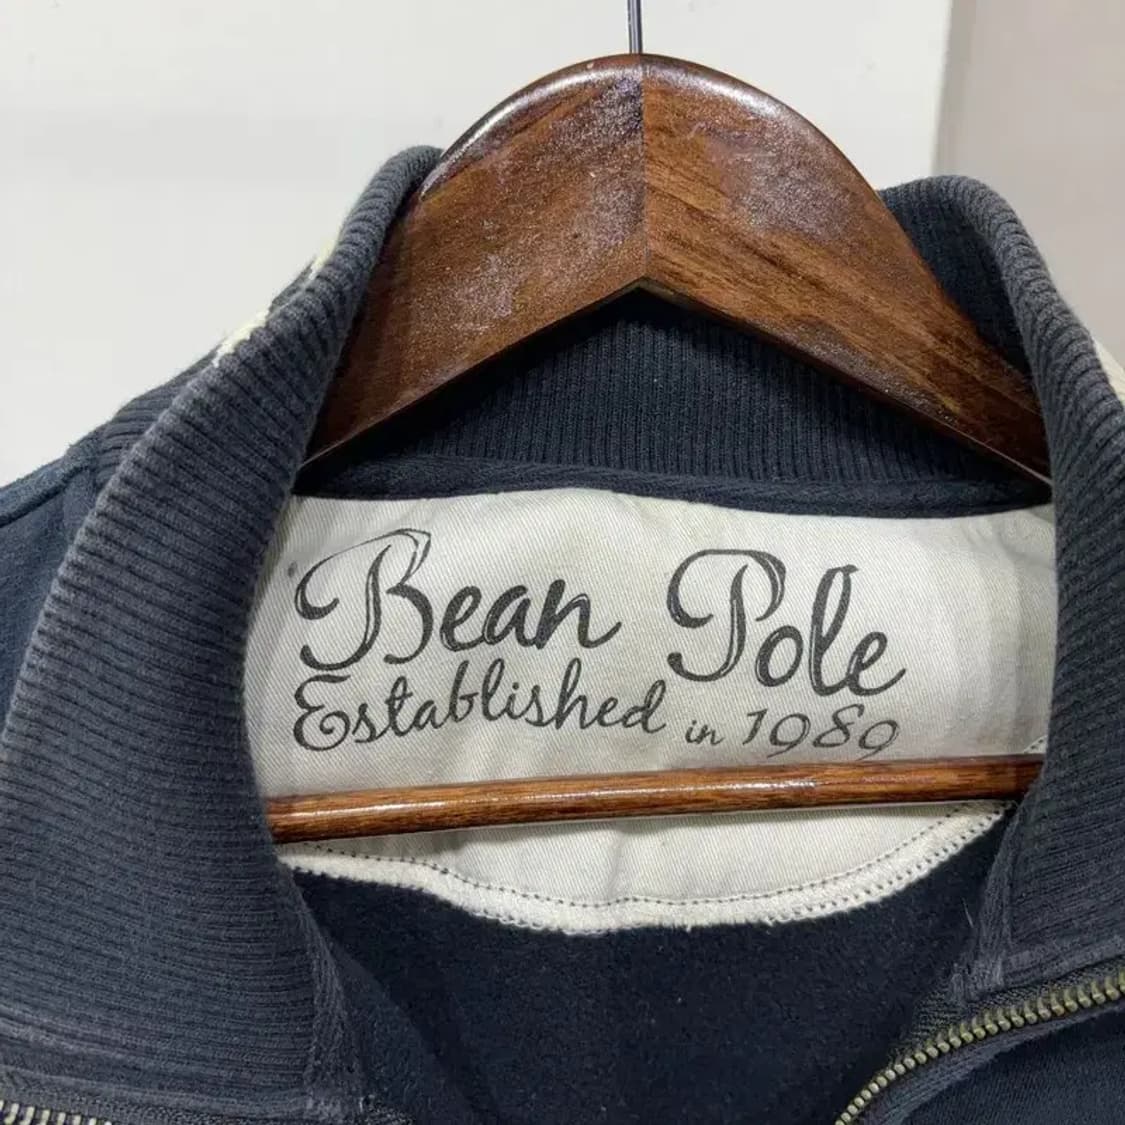 Bean Pole
Established in 1989